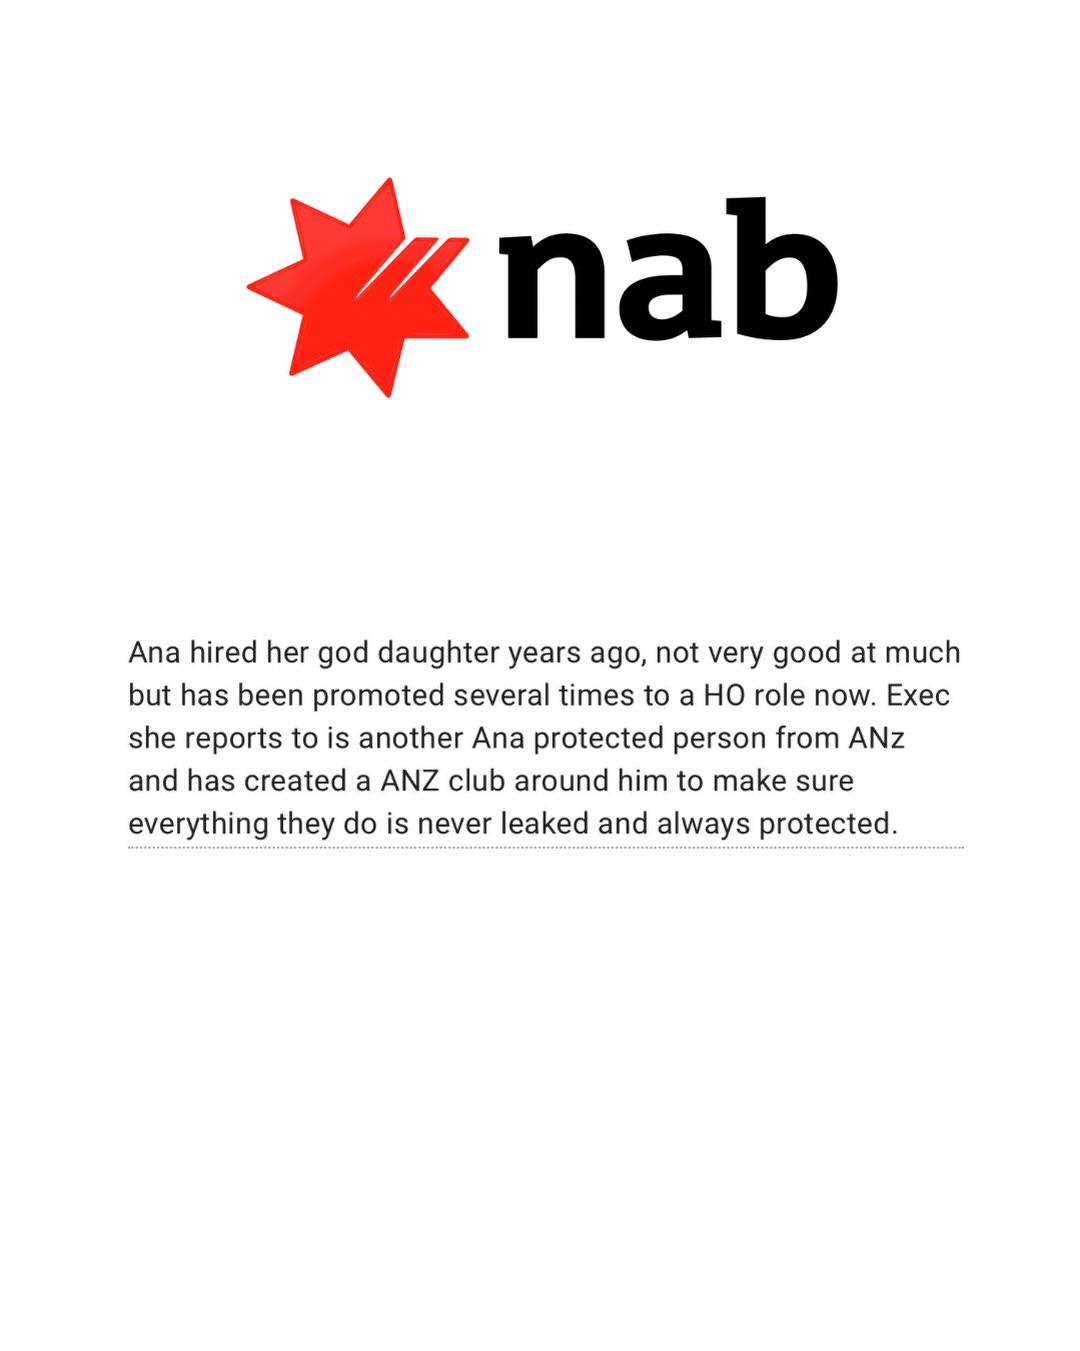 nab
Ana hired her god daughter years ago, not very good at much
but has been promoted several times to a HO role now. Exec
she reports to is another Ana protected person from ANz
and has created a ANZ club around him to make sure
everything they do is never leaked and always protected.